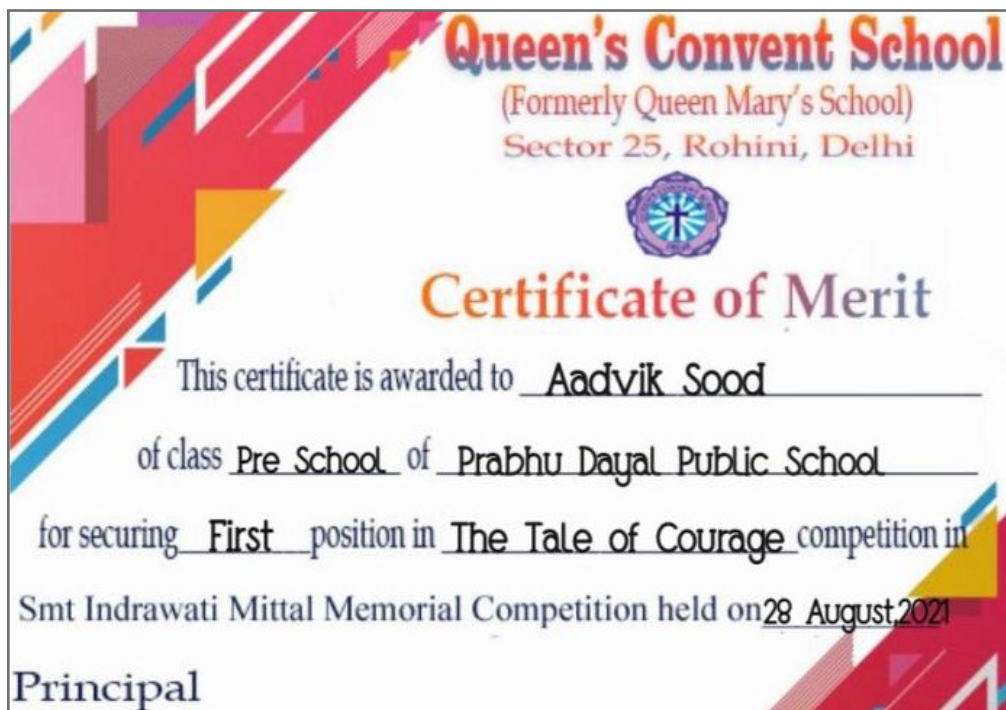 Queen's Convent School
(Formerly Queen Mary's School)
Sector 25, Rohini, Delhi
Certificate of Merit
This certificate is awarded to Aadvik Sood
of class Pre School of Prabhu Dayal Public School
for securing First position in The Tale of Courage competition in
Smt Indrawati Mittal Memorial Competition held on 28 August,2021
Principal